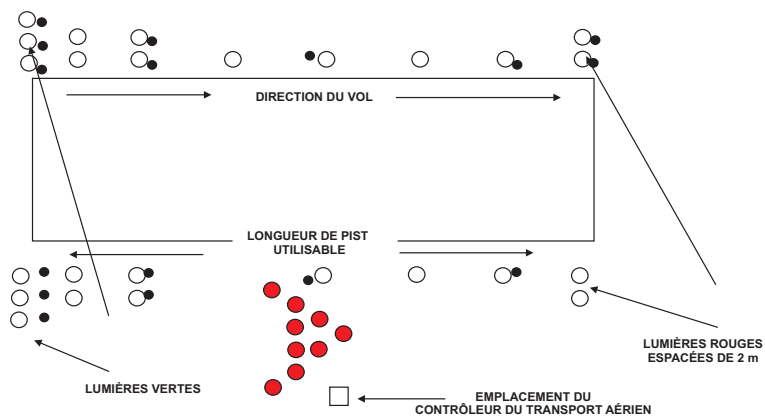 DIRECTION DU VOL
LONGUEUR DE PIST
UTILISABLE
LUMIÈRES ROUGES
ESPACÉES DE 2 m
LUMIÈRES VERTES
EMPLACEMENT DU
CONTRÔLEUR DU TRANSPORT AÉRIEN